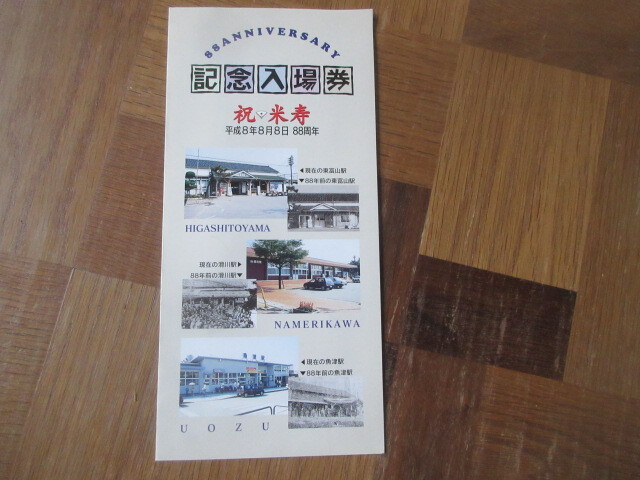 88ANNIVERSARY
記念入場券
祝 米寿
平成8年8月8日 88周年
◀現在の東富山駅
▼88年前の東富山駅
HIGASHITOYAMA
現在の滑川駅▶
88年前の滑川駅▼
NAMERIKAWA
◀現在の魚津駅
▼88年前の魚津駅
UOZU